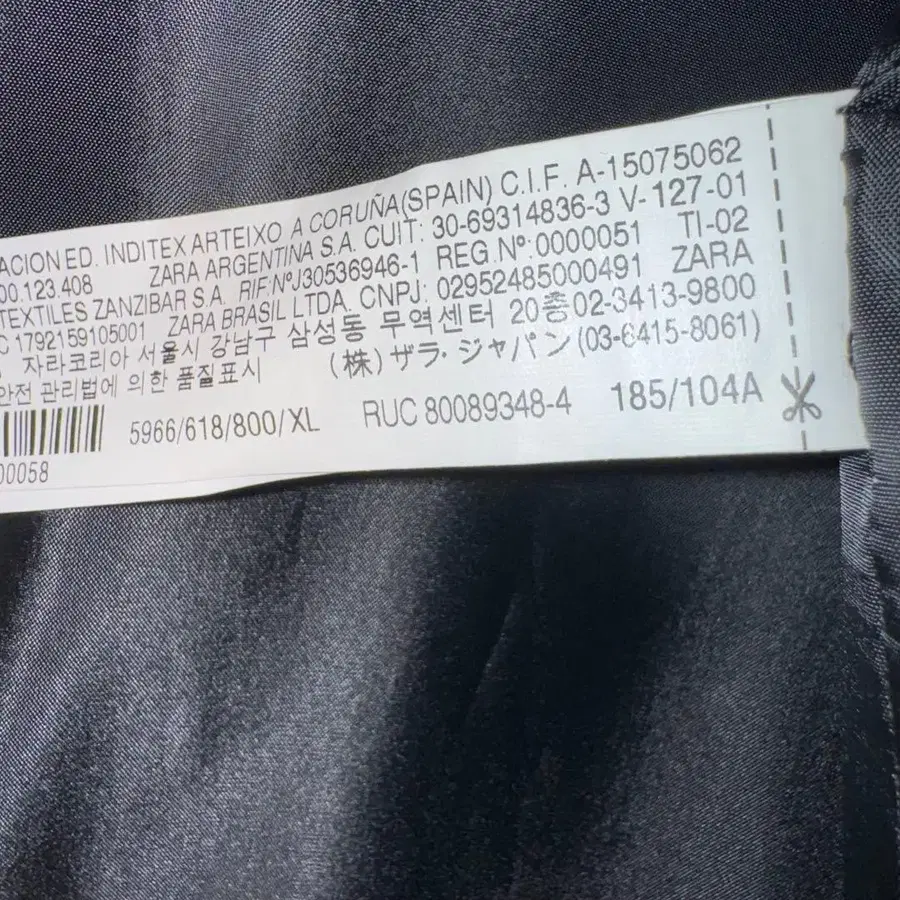 ACION ED. INDITEX ARTEIXO A CORUÑA(SPAIN) C.I.F. A-15075062
00.123.408 ZARA ARGENTINA S.A. CUIT: 30-69314836-3 V-127-01
TEXTILES ZANZIBAR S.A. RIF.NºJ30536946-1 REG.Nº:0000051 TI-02
C 1792159105001 ZARA BRASIL LTDA. CNPJ: 02952485000491 ZARA
자라코리아 서울시 강남구 삼성동 무역센터 20층02-3413-9800
안전 관리법에 의한 품질표시 (株)ザラ・ジャパン(03-6415-8061)
5966/618/800/XL RUC 80089348-4 185/104A
00058